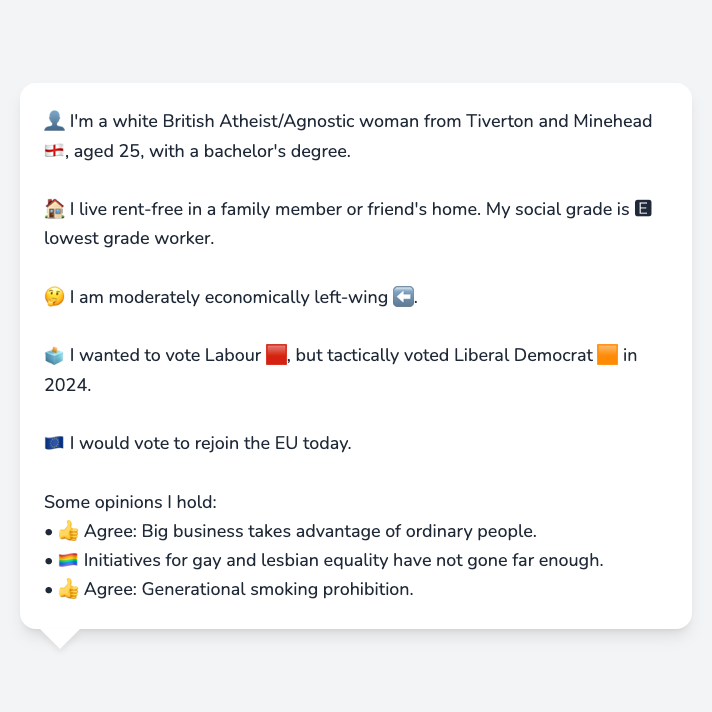 👤 I'm a white British Atheist/Agnostic woman from Tiverton and Minehead
🏴󠁧󠁢󠁥󠁮󠁧󠁿, aged 25, with a bachelor's degree.
🏠 I live rent-free in a family member or friend's home. My social grade is 🅴
lowest grade worker.
🤔 I am moderately economically left-wing ⬅️.
🗳️ I wanted to vote Labour 🟥, but tactically voted Liberal Democrat 🟧 in
2024.
🇪🇺 I would vote to rejoin the EU today.
Some opinions I hold:
• 👍 Agree: Big business takes advantage of ordinary people.
• 🏳️‍🌈 Initiatives for gay and lesbian equality have not gone far enough.
• 👍 Agree: Generational smoking prohibition.